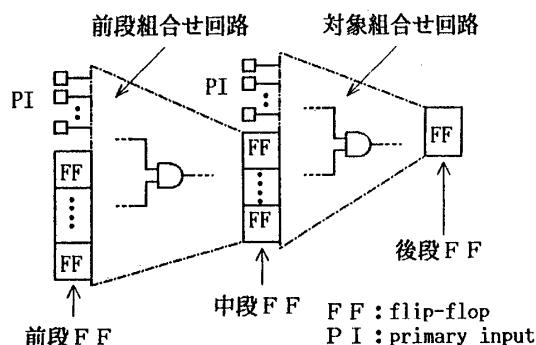 前段組合せ回路
対象組合せ回路
PI
PI
FF
FF
FF
FF
FF
前段FF
中段FF
後段FF
FF:flip-flop
PI:primary input